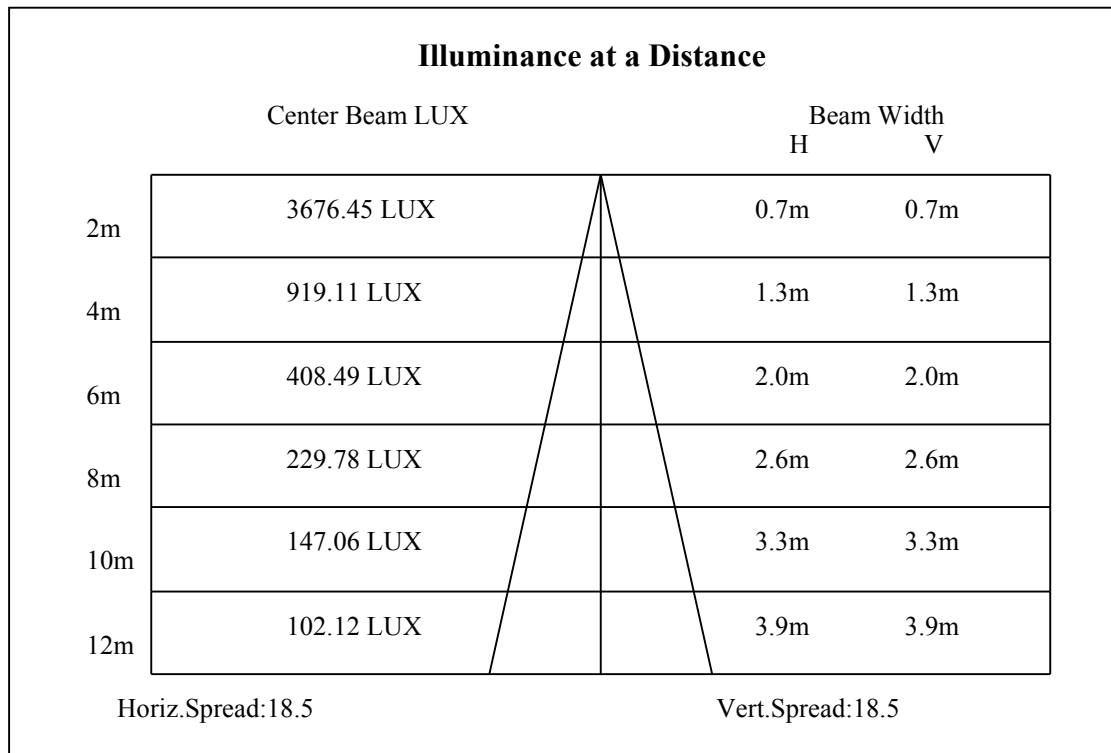 Illuminance at a Distance
Center Beam LUX Beam Width
H V
2m 3676.45 LUX 0.7m 0.7m
4m 919.11 LUX 1.3m 1.3m
6m 408.49 LUX 2.0m 2.0m
8m 229.78 LUX 2.6m 2.6m
10m 147.06 LUX 3.3m 3.3m
12m 102.12 LUX 3.9m 3.9m
Horiz.Spread:18.5 Vert.Spread:18.5